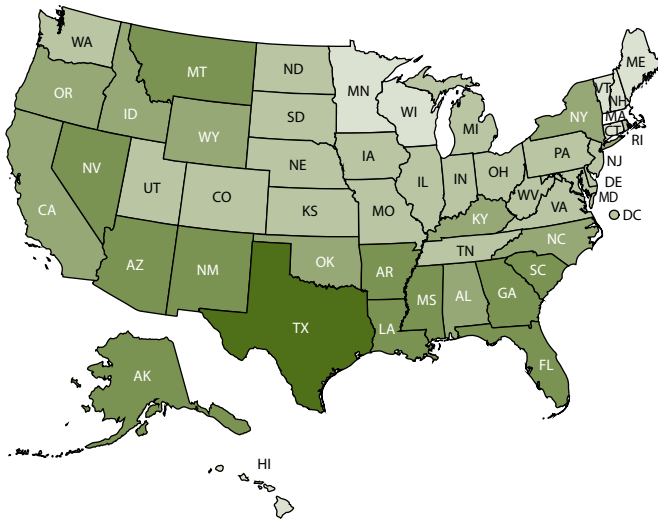 WA
MT
ND
MN
ME
VT
NH
OR
ID
SD
WI
MI
NY
MA
WY
RI
NV
NE
IA
PA
NJ
UT
CO
IL
IN
OH
DE
MD
CA
KS
MO
WV
VA
DC
KY
NC
TN
AZ
NM
OK
AR
SC
MS
AL
GA
TX
LA
FL
AK
HI